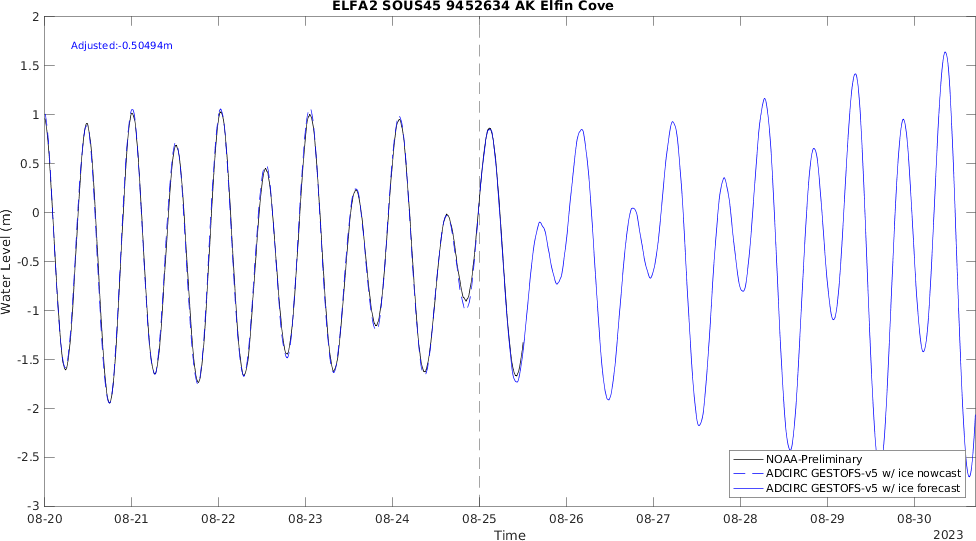 ELFA2 SOUS45 9452634 AK Elfin Cove
Adjusted:-0.50494m
Water Level (m)
2
1.5
1
0.5
0
-0.5
-1
-1.5
-2
-2.5
-3
NOAA-Preliminary
ADCIRC GESTOFS-v5 w/ ice nowcast
ADCIRC GESTOFS-v5 w/ ice forecast
08-20 08-21 08-22 08-23 08-24 08-25 08-26 08-27 08-28 08-29 08-30
Time
2023